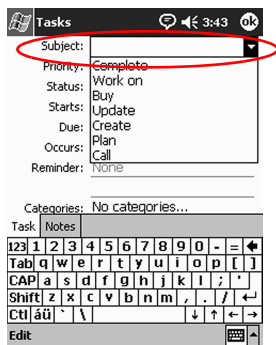 Tasks 3:43 ok
Subject:
Priority: Complete
Work on
Status: Buy
Starts: Update
Due: Create
Plan
Occurs: Call
Reminder: None
Categories: No categories...
Task Notes
123 1 2 3 4 5 6 7 8 9 0 - =
Tab q w e r t y u i o p [ ]
CAP a s d f g h j k l ; '
Shift z x c v b n m , . /
Ctl áü ` \
Edit